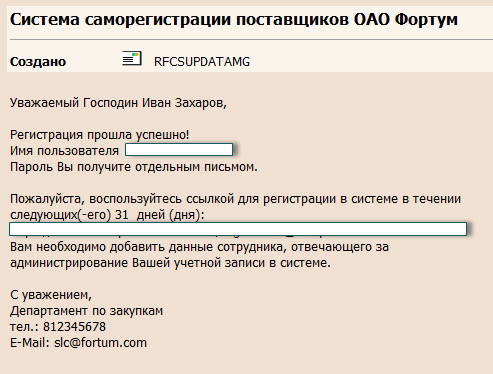 Система саморегистрации поставщиков ОАО Фортум
Создано RFCSUPDATAMG
Уважаемый Господин Иван Захаров,
Регистрация прошла успешно!
Имя пользователя
Пароль Вы получите отдельным письмом.
Пожалуйста, воспользуйтесь ссылкой для регистрации в системе в течении
следующих(-его) 31 дней (дня):
Вам необходимо добавить данные сотрудника, отвечающего за
администрирование Вашей учетной записи в системе.
С уважением,
Департамент по закупкам
тел.: 812345678
E-Mail: slc@fortum.com